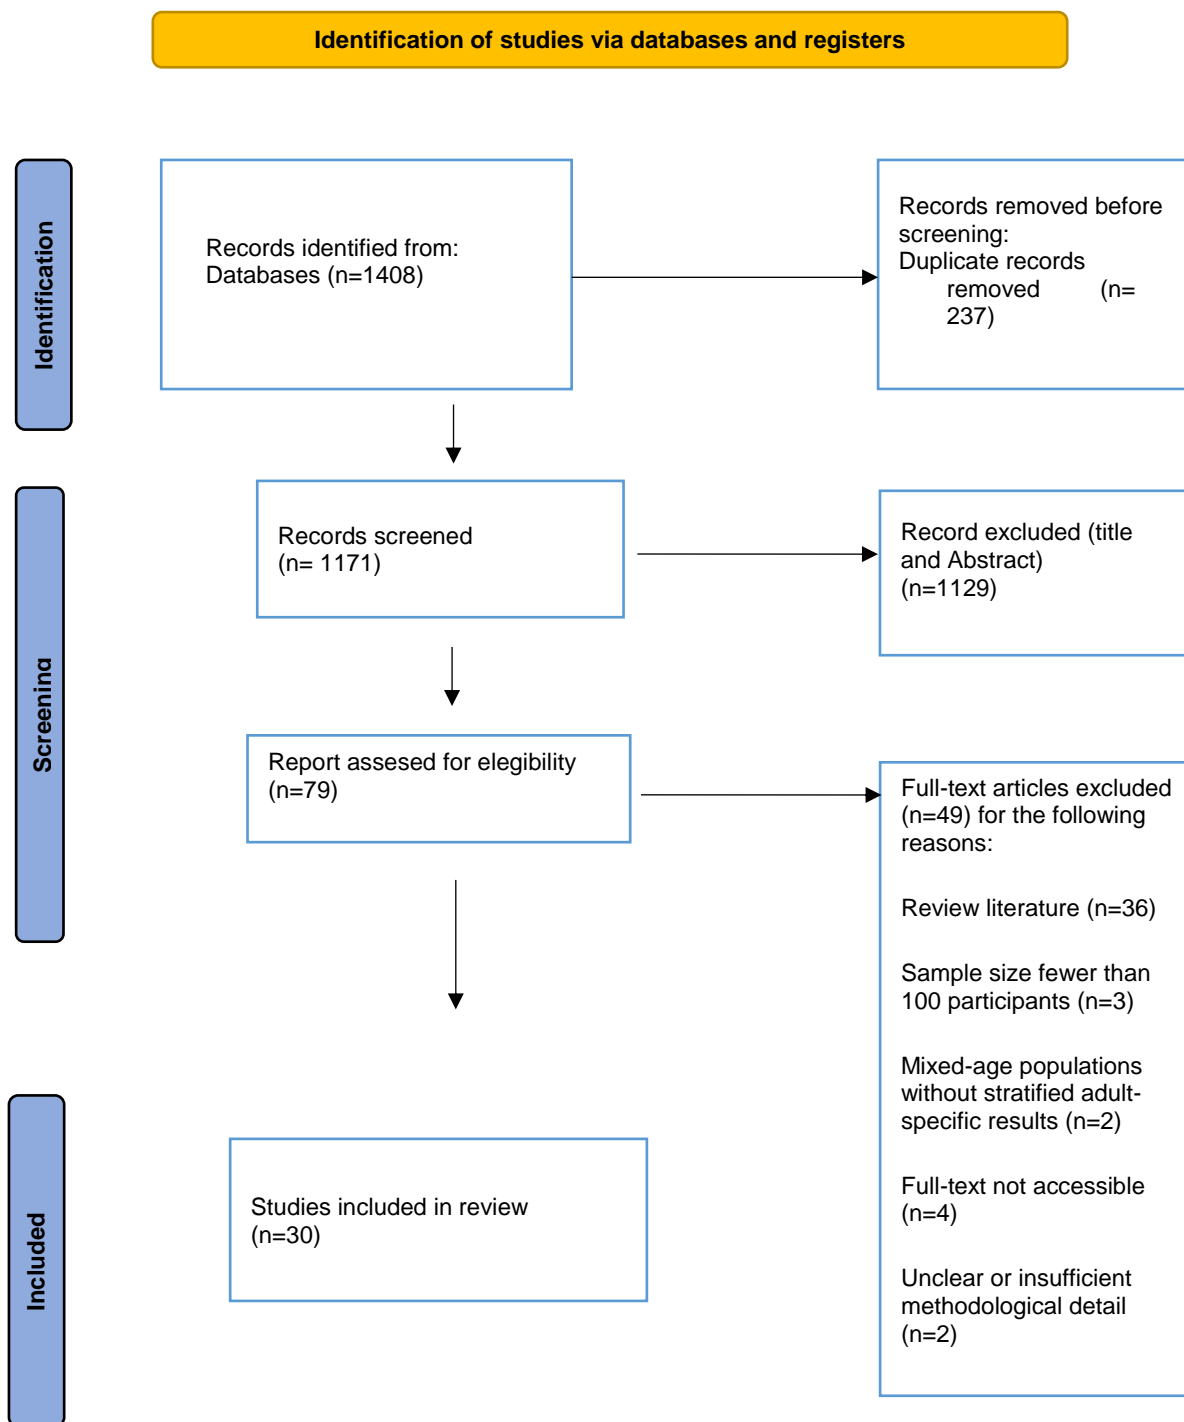 Identification of studies via databases and registers
Identification
Records identified from:
Databases (n=1408)
Records removed before
screening:
Duplicate records
removed (n=
237)
Screening
Records screened
(n= 1171)
Record excluded (title
and Abstract)
(n=1129)
Report assesed for elegibility
(n=79)
Full-text articles excluded
(n=49) for the following
reasons:
Review literature (n=36)
Sample size fewer than
100 participants (n=3)
Mixed-age populations
without stratified adult-
specific results (n=2)
Full-text not accessible
(n=4)
Unclear or insufficient
methodological detail
(n=2)
Included
Studies included in review
(n=30)